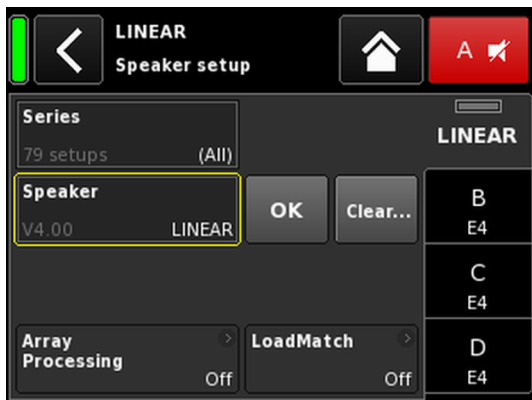 LINEAR
Speaker setup
A
Series
79 setups (All)
LINEAR
Speaker
V4.00 LINEAR
OK
Clear...
B
E4
C
E4
Array
Processing
Off
LoadMatch
Off
D
E4